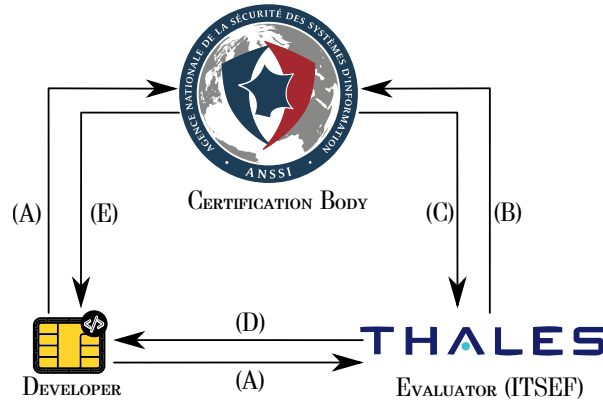 AGENCE NATIONALE DE LA SÉCURITÉ DES SYSTÈMES D'INFORMATION
• ANSSI •
CERTIFICATION BODY
(A)
(E)
(C)
(B)
(D)
</>
THALES
(A)
DEVELOPER
EVALUATOR (ITSEF)